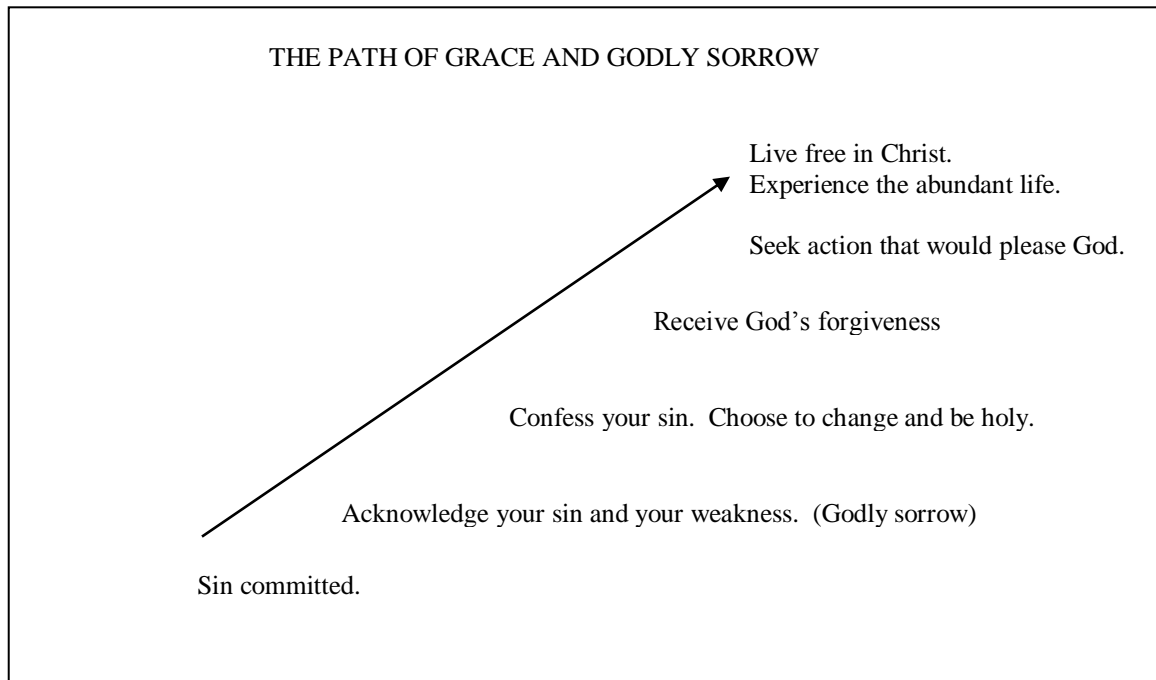 THE PATH OF GRACE AND GODLY SORROW
Live free in Christ.
Experience the abundant life.
Seek action that would please God.
Receive God’s forgiveness
Confess your sin.  Choose to change and be holy.
Acknowledge your sin and your weakness.  (Godly sorrow)
Sin committed.